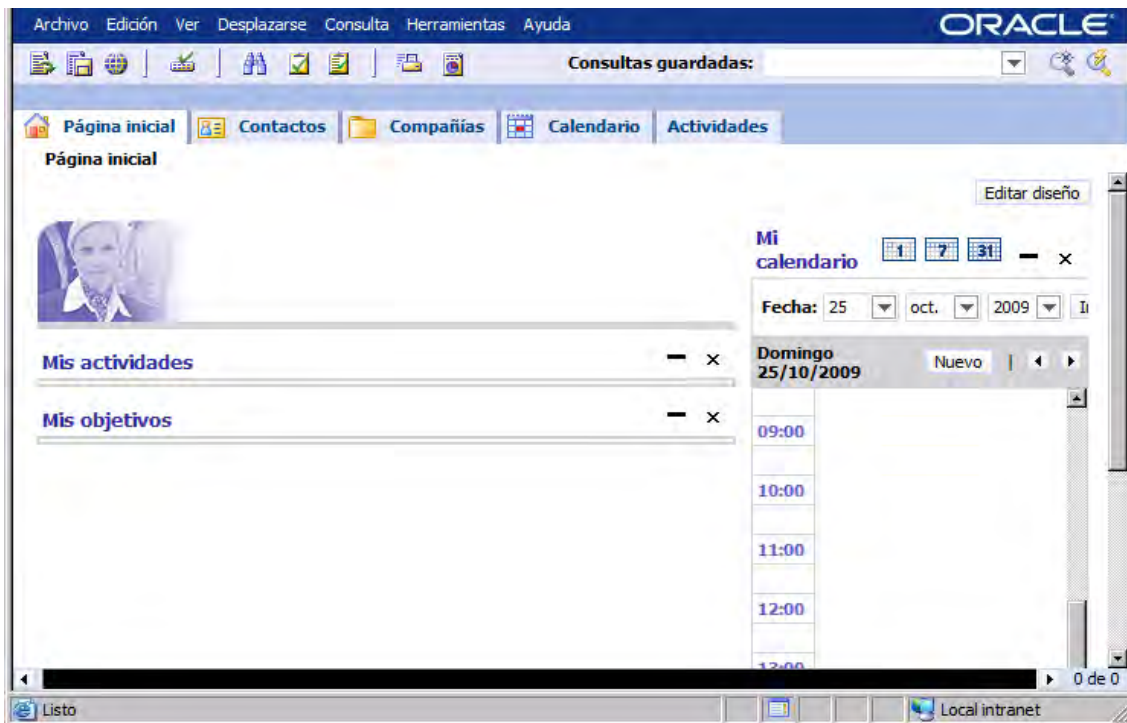 Archivo Edición Ver Desplazarse Consulta Herramientas Ayuda
ORACLE
Consultas guardadas:
Página inicial Contactos Compañías Calendario Actividades
Página inicial
Editar diseño
Mi calendario 1 7 31
Fecha: 25 oct. 2009
Mis actividades
Domingo 25/10/2009 Nuevo |
Mis objetivos
09:00
10:00
11:00
12:00
13:00
0 de 0
Listo
Local intranet